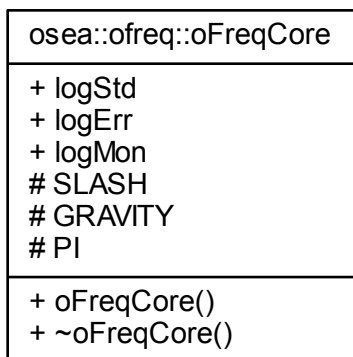 osea::ofreq::oFreqCore
+ logStd
+ logErr
+ logMon
# SLASH
# GRAVITY
# PI
+ oFreqCore()
+ ~oFreqCore()